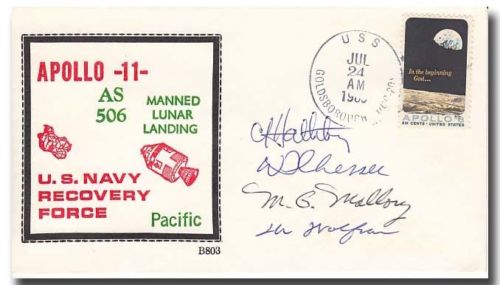 APOLLO -11-
AS
506
MANNED
LUNAR
LANDING
U.S. NAVY
RECOVERY
FORCE
Pacific
B803
USS
JUL
24
AM
GOLDSBOROUGH
In the beginning
God...
APOLLO 8
SIX CENTS · UNITED STATES
M. E. Mallory